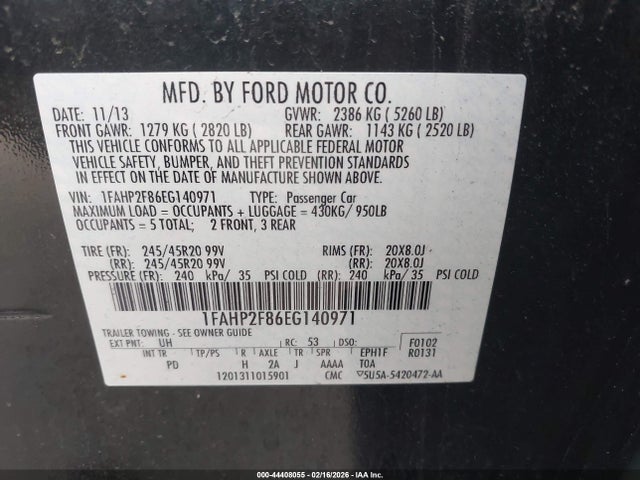 MFD. BY FORD MOTOR CO.
DATE: 11/13 GVWR: 2386 KG ( 5260 LB)
FRONT GAWR: 1279 KG ( 2820 LB) REAR GAWR: 1143 KG ( 2520 LB)
THIS VEHICLE CONFORMS TO ALL APPLICABLE FEDERAL MOTOR
VEHICLE SAFETY, BUMPER, AND THEFT PREVENTION STANDARDS
IN EFFECT ON THE DATE OF MANUFACTURE SHOWN ABOVE.
VIN: 1FAHP2F86EG140971 TYPE: Passenger Car
MAXIMUM LOAD = OCCUPANTS + LUGGAGE = 430KG/ 950LB
OCCUPANTS = 5 TOTAL; 2 FRONT, 3 REAR
TIRE (FR): 245/45R20 99V RIMS (FR): 20X8.0J
(RR): 245/45R20 99V (RR): 20X8.0J
PRESSURE (FR): 240 kPa/ 35 PSI COLD (RR): 240 kPa/ 35 PSI COLD
1FAHP2F86EG140971
TRAILER TOWING - SEE OWNER GUIDE
EXT PNT: UH RC: 53 DSO: F0102
INT TR TP/PS R AXLE TR SPR EPH1F R0131
PD H 2A J AAAA TOA
1201311015901 CMC 5U5A-5420472-AA
000-44408055 - 02/16/2026 - IAA Inc.